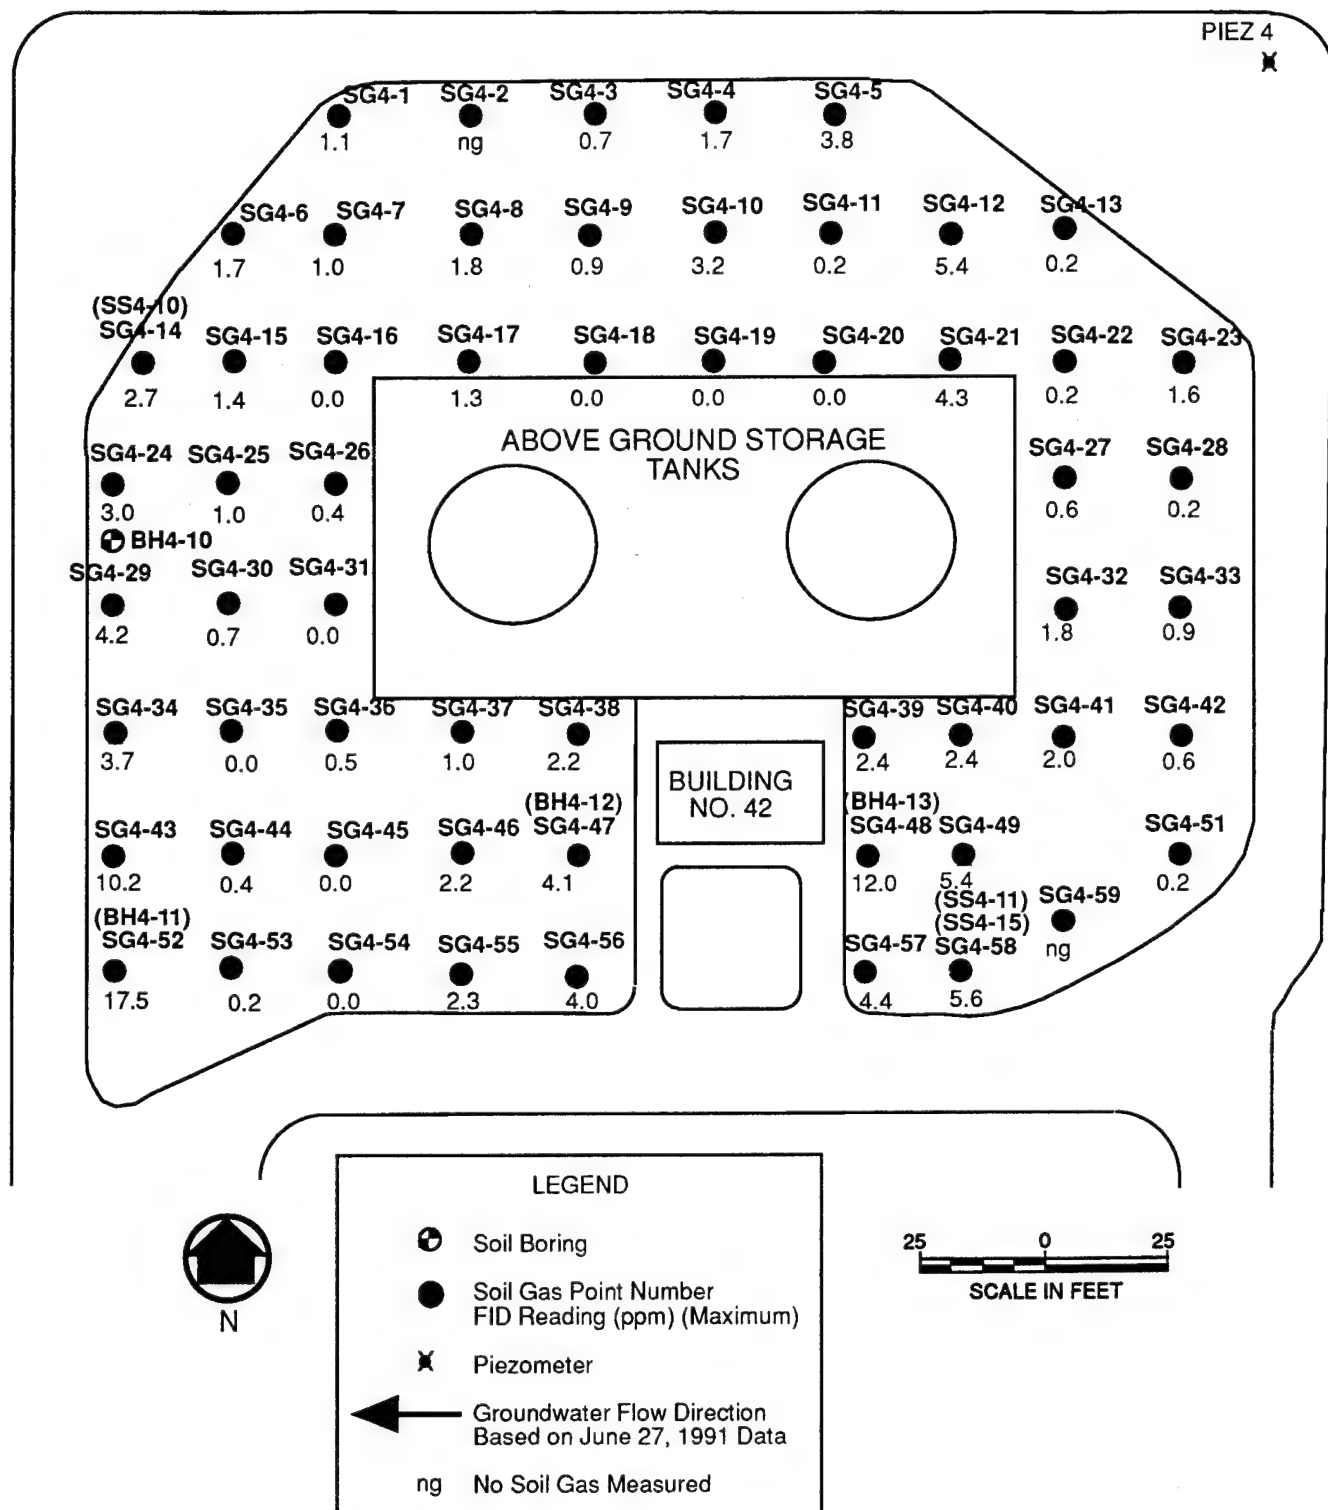 PIEZ 4
SG4-1 SG4-2 SG4-3 SG4-4 SG4-5
1.1 ng 0.7 1.7 3.8
SG4-6 SG4-7 SG4-8 SG4-9 SG4-10 SG4-11 SG4-12 SG4-13
1.7 1.0 1.8 0.9 3.2 0.2 5.4 0.2
(SS4-10)
SG4-14 SG4-15 SG4-16 SG4-17 SG4-18 SG4-19 SG4-20 SG4-21 SG4-22 SG4-23
2.7 1.4 0.0 1.3 0.0 0.0 0.0 4.3 0.2 1.6
ABOVE GROUND STORAGE
TANKS
SG4-24 SG4-25 SG4-26 SG4-27 SG4-28
3.0 1.0 0.4 0.6 0.2
BH4-10
SG4-29 SG4-30 SG4-31 SG4-32 SG4-33
4.2 0.7 0.0 1.8 0.9
SG4-34 SG4-35 SG4-36 SG4-37 SG4-38 SG4-39 SG4-40 SG4-41 SG4-42
3.7 0.0 0.5 1.0 2.2 2.4 2.4 2.0 0.6
BUILDING
NO. 42
(BH4-12) (BH4-13)
SG4-43 SG4-44 SG4-45 SG4-46 SG4-47 SG4-48 SG4-49 SG4-51
10.2 0.4 0.0 2.2 4.1 12.0 5.4 0.2
(BH4-11) (SS4-11)
(SS4-15) SG4-59
ng
SG4-52 SG4-53 SG4-54 SG4-55 SG4-56 SG4-57 SG4-58
17.5 0.2 0.0 2.3 4.0 4.4 5.6
LEGEND
Soil Boring
Soil Gas Point Number
FID Reading (ppm) (Maximum)
Piezometer
Groundwater Flow Direction
Based on June 27, 1991 Data
ng No Soil Gas Measured
N
25 0 25
SCALE IN FEET